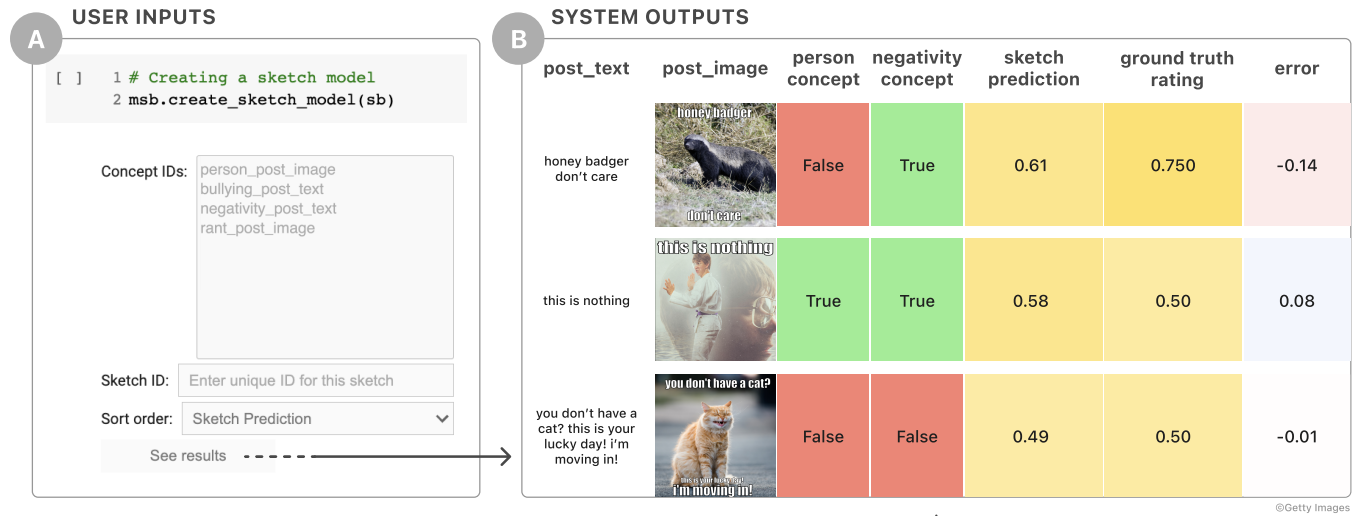 A
USER INPUTS
[ ]
1 # Creating a sketch model
2 msb.create_sketch_model(sb)
Concept IDs:
person_post_image
bullying_post_text
negativity_post_text
rant_post_image
Sketch ID:
Enter unique ID for this sketch
Sort order:
Sketch Prediction
See results
B
SYSTEM OUTPUTS
post_text
post_image
person
concept
negativity
concept
sketch
prediction
ground truth
rating
error
honey badger
don't care
honey badger
don't care
False
True
0.61
0.750
-0.14
this is nothing
this is nothing
True
True
0.58
0.50
0.08
you don't have a
cat? this is your
lucky day! i'm
moving in!
you don't have a cat?
this is your lucky day!
i'm moving in!
False
False
0.49
0.50
-0.01
©Getty Images